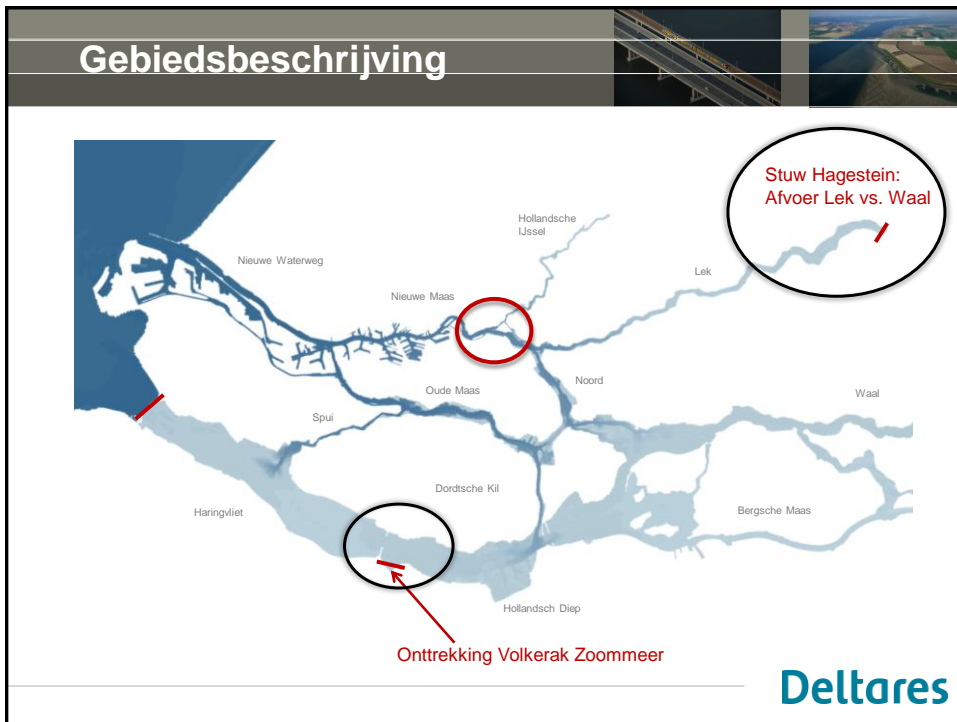 Gebiedsbeschrijving
Stuw Hagestein:
Afvoer Lek vs. Waal
Hollandsche
IJssel
Nieuwe Waterweg
Lek
Nieuwe Maas
Noord
Oude Maas
Waal
Spui
Dordtsche Kil
Haringvliet
Bergsche Maas
Hollandsch Diep
Onttrekking Volkerak Zoommeer
Deltares